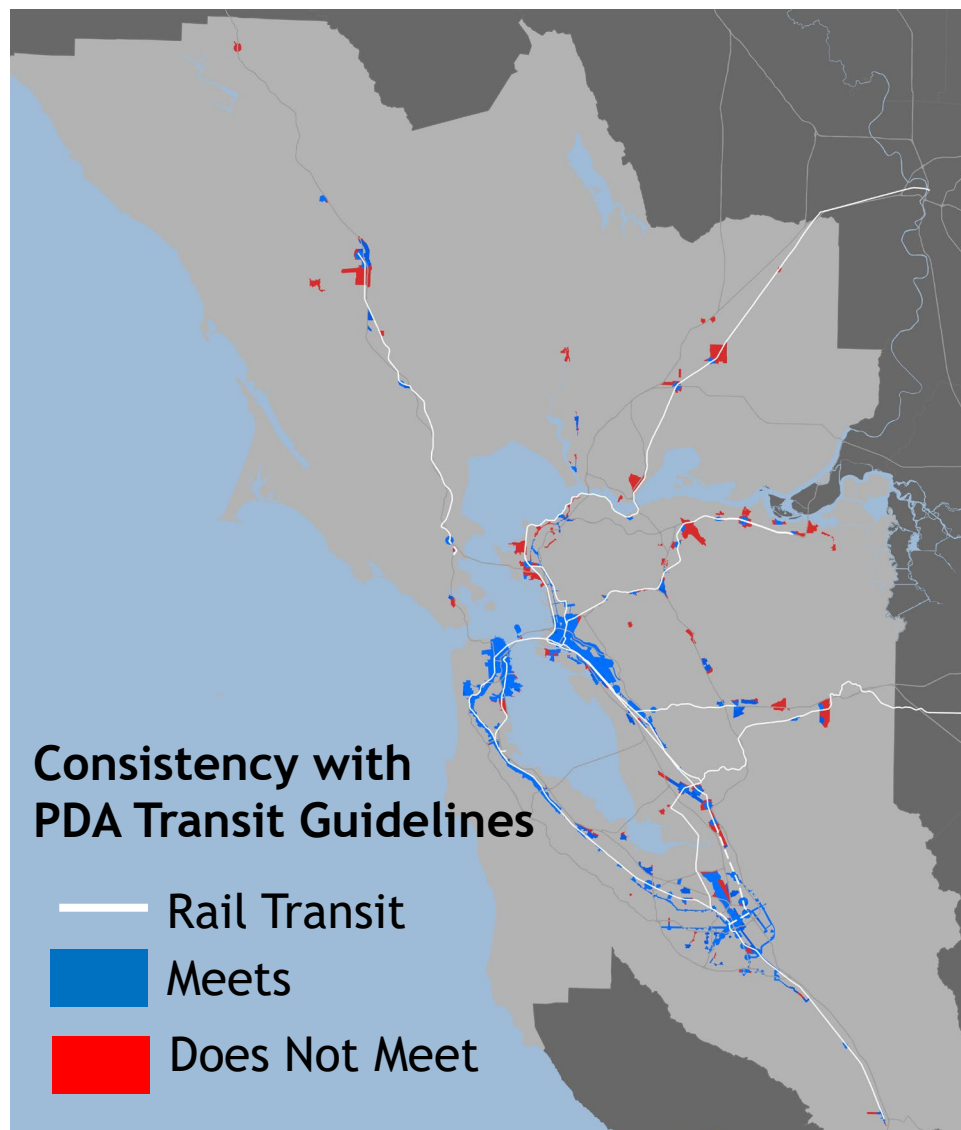 Consistency with
PDA Transit Guidelines
Rail Transit
Meets
Does Not Meet